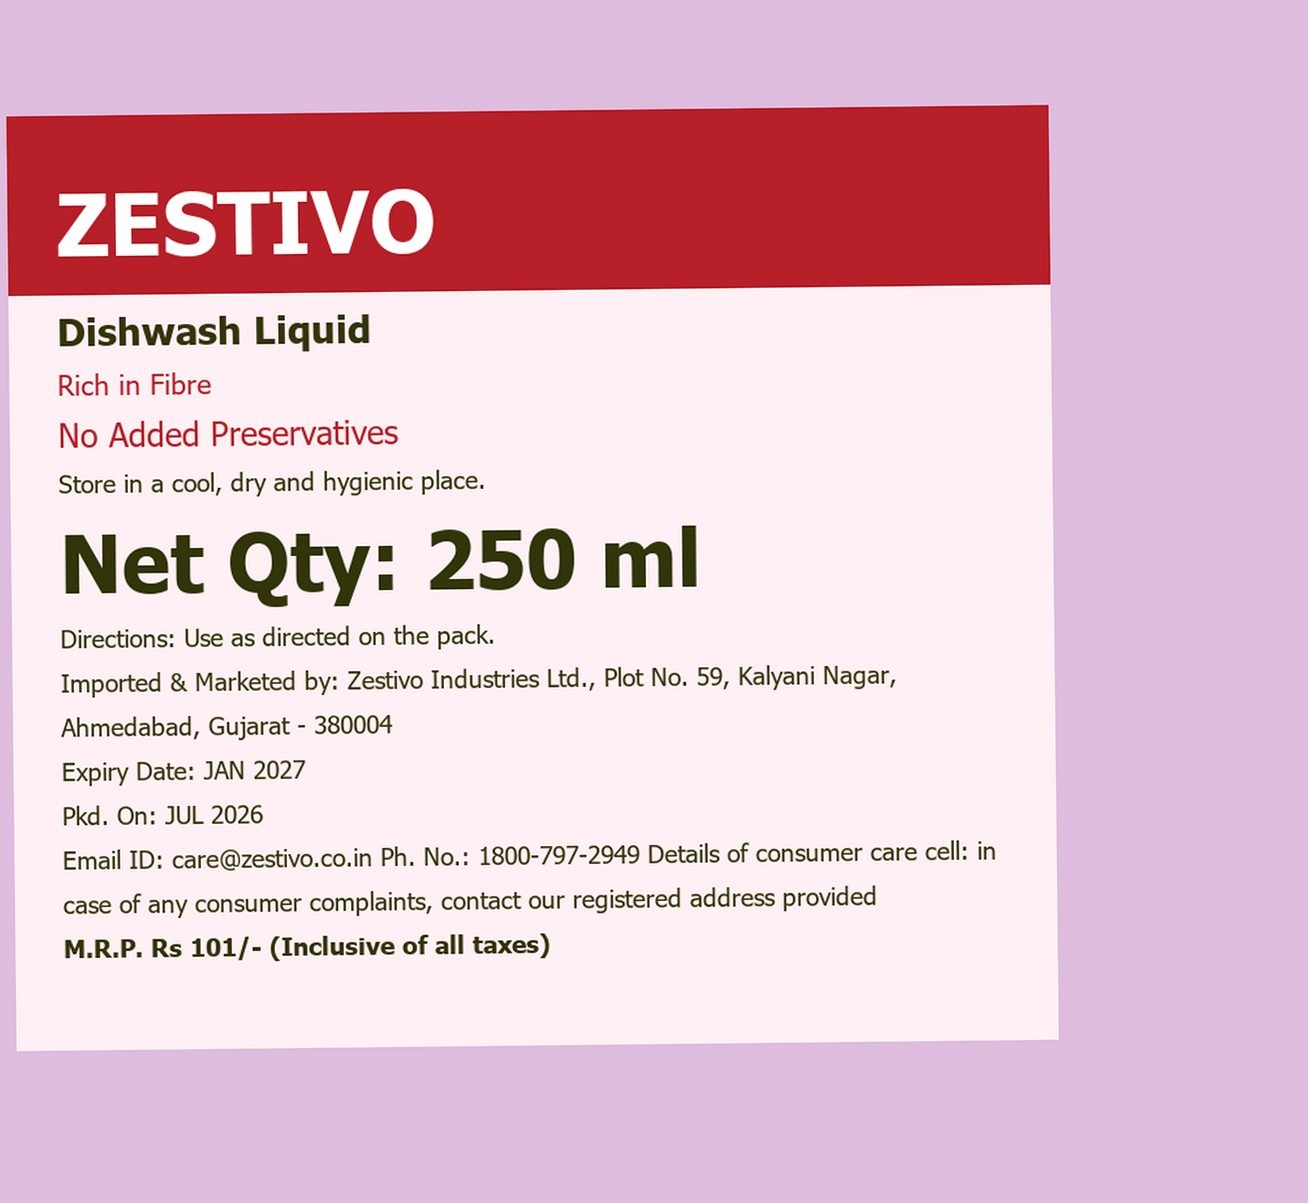 ZESTIVO
Dishwash Liquid
Rich in Fibre
No Added Preservatives
Store in a cool, dry and hygienic place.
Net Qty: 250 ml
Directions: Use as directed on the pack.
Imported & Marketed by: Zestivo Industries Ltd., Plot No. 59, Kalyani Nagar,
Ahmedabad, Gujarat - 380004
Expiry Date: JAN 2027
Pkd. On: JUL 2026
Email ID: care@zestivo.co.in Ph. No.: 1800-797-2949 Details of consumer care cell: in
case of any consumer complaints, contact our registered address provided
M.R.P. Rs 101/- (Inclusive of all taxes)